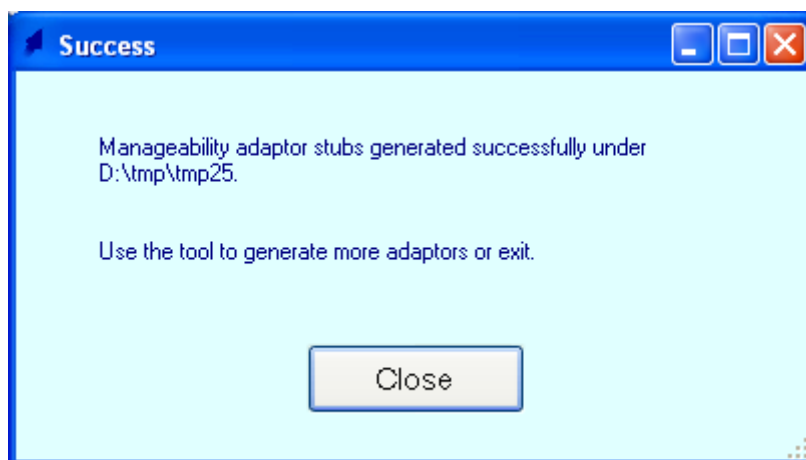 Success
Manageability adaptor stubs generated successfully under
D:\tmp\tmp25.
Use the tool to generate more adaptors or exit.
Close